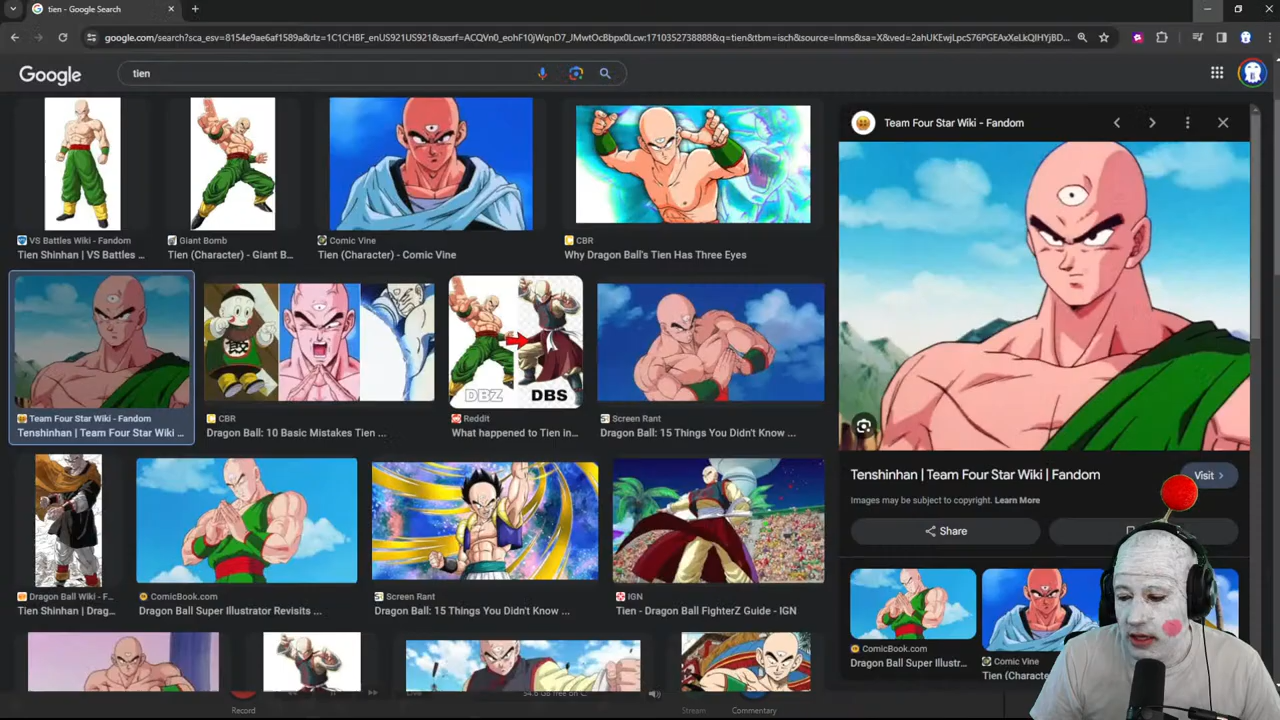 tien - Google Search
google.com/search?sca_esv=8154e9ae6af1589a&rlz=1C1CHBF_enUS921US921&sxsrf=ACQVn0_eohF10jWqnD7_JMwtOcBbpx0Lcw:1710352738888&q=tien&tbm=isch&source=lnms&sa=X&ved=2ahUKEwjLpcS76PGEAxXeLkQIHYjBD...
Google
tien
VS Battles Wiki - Fandom
Tien Shinhan | VS Battles ...
Giant Bomb
Tien (Character) - Giant B...
Comic Vine
Tien (Character) - Comic Vine
CBR
Why Dragon Ball's Tien Has Three Eyes
Team Four Star Wiki - Fandom
Team Four Star Wiki - Fandom
Tenshinhan | Team Four Star Wiki ...
CBR
Dragon Ball: 10 Basic Mistakes Tien ...
DBZ
DBS
Reddit
What happened to Tien in...
Screen Rant
Dragon Ball: 15 Things You Didn't Know ...
Tenshinhan | Team Four Star Wiki | Fandom
Visit
Images may be subject to copyright. Learn More
Share
Dragon Ball Wiki - F...
Tien Shinhan | Drag...
ComicBook.com
Dragon Ball Super Illustrator Revisits ...
Screen Rant
Dragon Ball: 15 Things You Didn't Know ...
IGN
Tien - Dragon Ball FighterZ Guide - IGN
ComicBook.com
Dragon Ball Super Illustr...
Comic Vine
Tien (Characte
Record
Live
Stream
Commentary